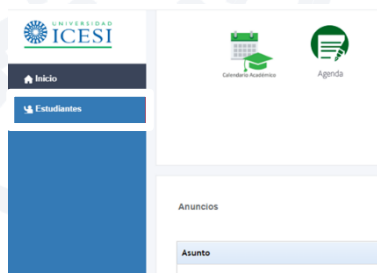 UNIVERSIDAD
ICESI
Inicio
Estudiantes
Calendario Académico
Agenda
Anuncios
Asunto